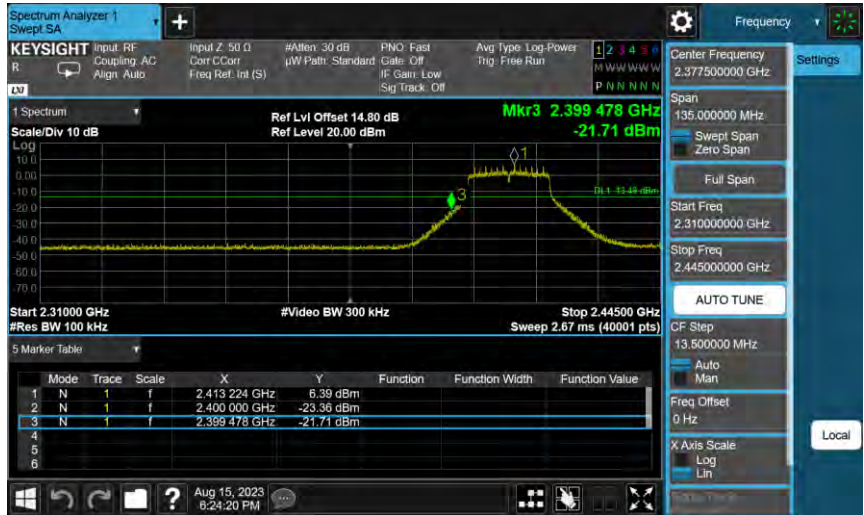 Spectrum Analyzer 1
Swept SA
+
Frequency
KEYSIGHT
R
LXI
Input: RF
Coupling: AC
Align: Auto
Input Z: 50 Ω
Corr CCorr
Freq Ref: Int (S)
#Atten: 30 dB
µW Path: Standard
PNO: Fast
Gate: Off
IF Gain: Low
Sig Track: Off
Avg Type: Log-Power
Trig: Free Run
1 2 3 4 5 6
M W W W W W
P N N N N N
1 Spectrum
Scale/Div 10 dB
Ref Lvl Offset 14.80 dB
Ref Level 20.00 dBm
Mkr3 2.399 478 GHz
-21.71 dBm
Log
10.0
0.00
-10.0
-20.0
-30.0
-40.0
-50.0
-60.0
-70.0
1
3
DL1 -13.49 dBm
Start 2.31000 GHz
#Res BW 100 kHz
#Video BW 300 kHz
Stop 2.44500 GHz
Sweep 2.67 ms (40001 pts)
5 Marker Table
Mode Trace Scale X Y Function Function Width Function Value
1 N 1 f 2.413 224 GHz 6.39 dBm
2 N 1 f 2.400 000 GHz -23.36 dBm
3 N 1 f 2.399 478 GHz -21.71 dBm
4
5
6
?
Aug 15, 2023
6:24:20 PM
Center Frequency
2.377500000 GHz
Settings
Span
135.000000 MHz
Swept Span
Zero Span
Full Span
Start Freq
2.310000000 GHz
Stop Freq
2.445000000 GHz
AUTO TUNE
CF Step
13.500000 MHz
Auto
Man
Freq Offset
0 Hz
X Axis Scale
Log
Lin
Local